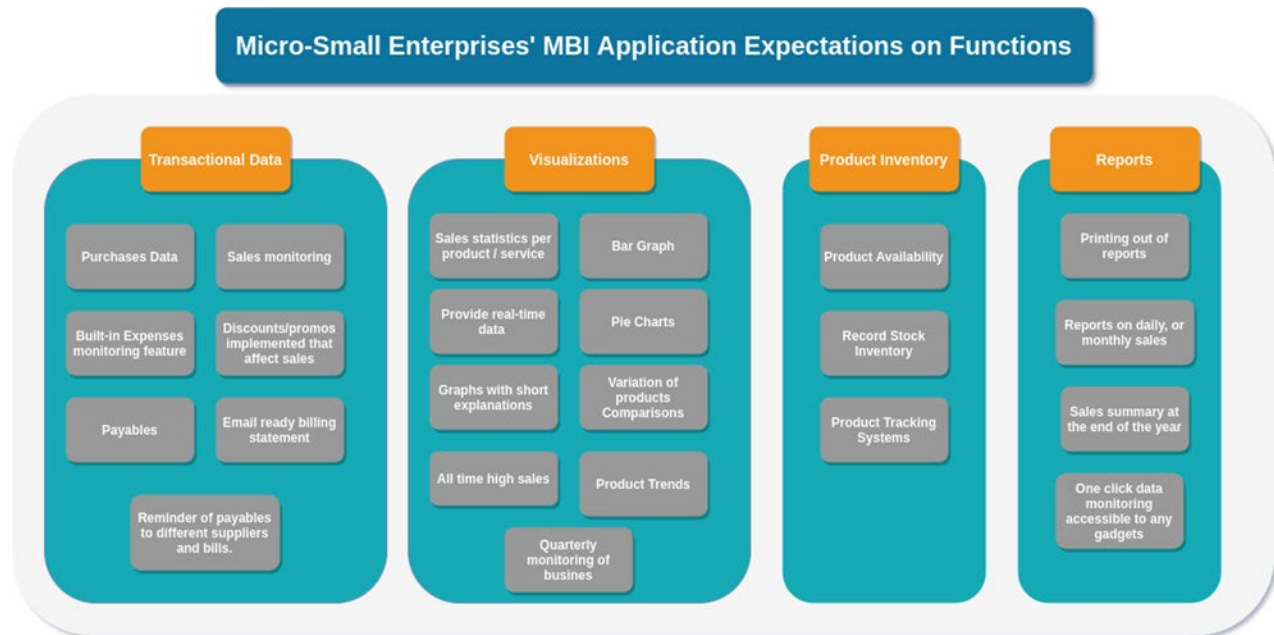 Micro-Small Enterprises' MBI Application Expectations on Functions
Transactional Data
Purchases Data
Sales monitoring
Built-in Expenses
monitoring feature
Discounts/promos
implemented that
affect sales
Payables
Email ready billing
statement
Reminder of payables
to different suppliers
and bills.
Visualizations
Sales statistics per
product / service
Bar Graph
Provide real-time
data
Pie Charts
Graphs with short
explanations
Variation of
products
Comparisons
All time high sales
Product Trends
Quarterly
monitoring of
busines
Product Inventory
Product Availability
Record Stock
Inventory
Product Tracking
Systems
Reports
Printing out of
reports
Reports on daily, or
monthly sales
Sales summary at
the end of the year
One click data
monitoring
accessible to any
gadgets